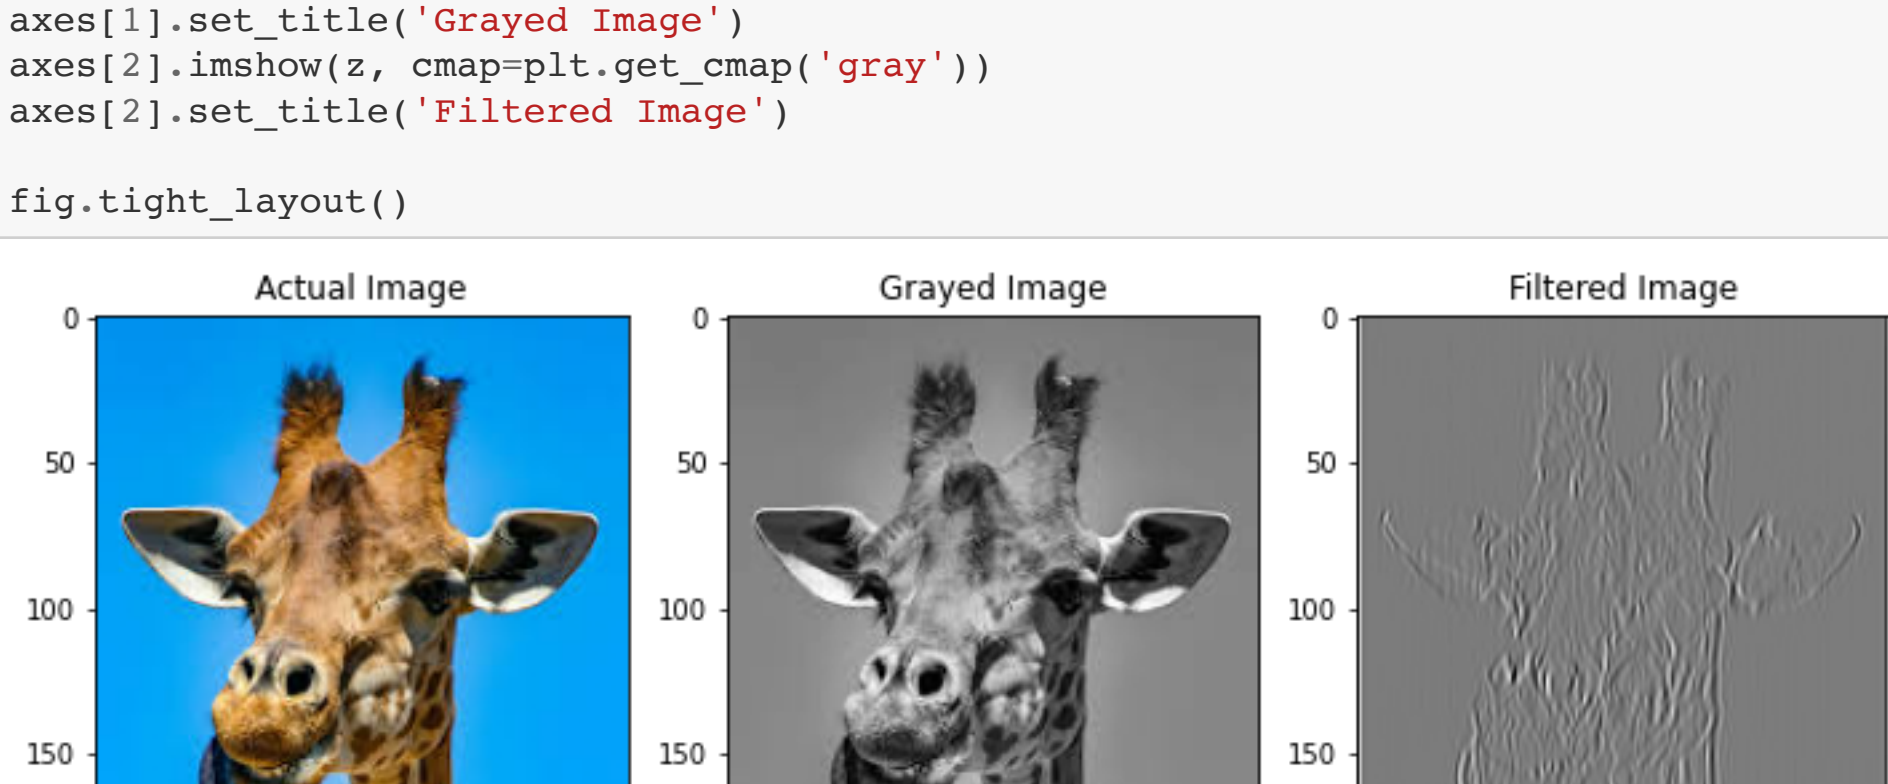 axes[1].set_title('Grayed Image')
axes[2].imshow(z, cmap=plt.get_cmap('gray'))
axes[2].set_title('Filtered Image')
fig.tight_layout()
Actual Image
Grayed Image
Filtered Image
0
50
100
150
0
50
100
150
0
50
100
150